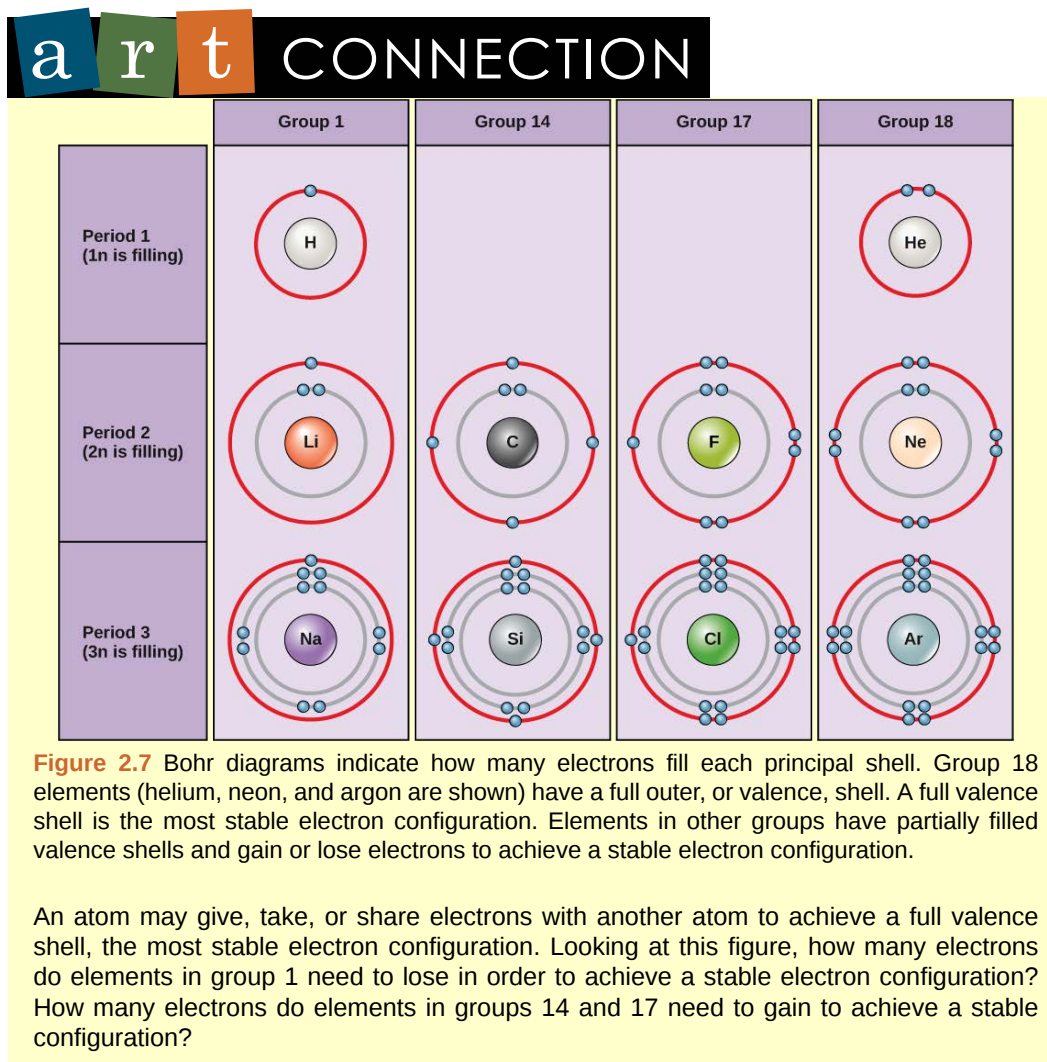 art CONNECTION
Group 1 Group 14 Group 17 Group 18
Period 1
(1n is filling)
H He
Period 2
(2n is filling)
Li C F Ne
Period 3
(3n is filling)
Na Si Cl Ar
Figure 2.7 Bohr diagrams indicate how many electrons fill each principal shell. Group 18
elements (helium, neon, and argon are shown) have a full outer, or valence, shell. A full valence
shell is the most stable electron configuration. Elements in other groups have partially filled
valence shells and gain or lose electrons to achieve a stable electron configuration.
An atom may give, take, or share electrons with another atom to achieve a full valence
shell, the most stable electron configuration. Looking at this figure, how many electrons
do elements in group 1 need to lose in order to achieve a stable electron configuration?
How many electrons do elements in groups 14 and 17 need to gain to achieve a stable
configuration?